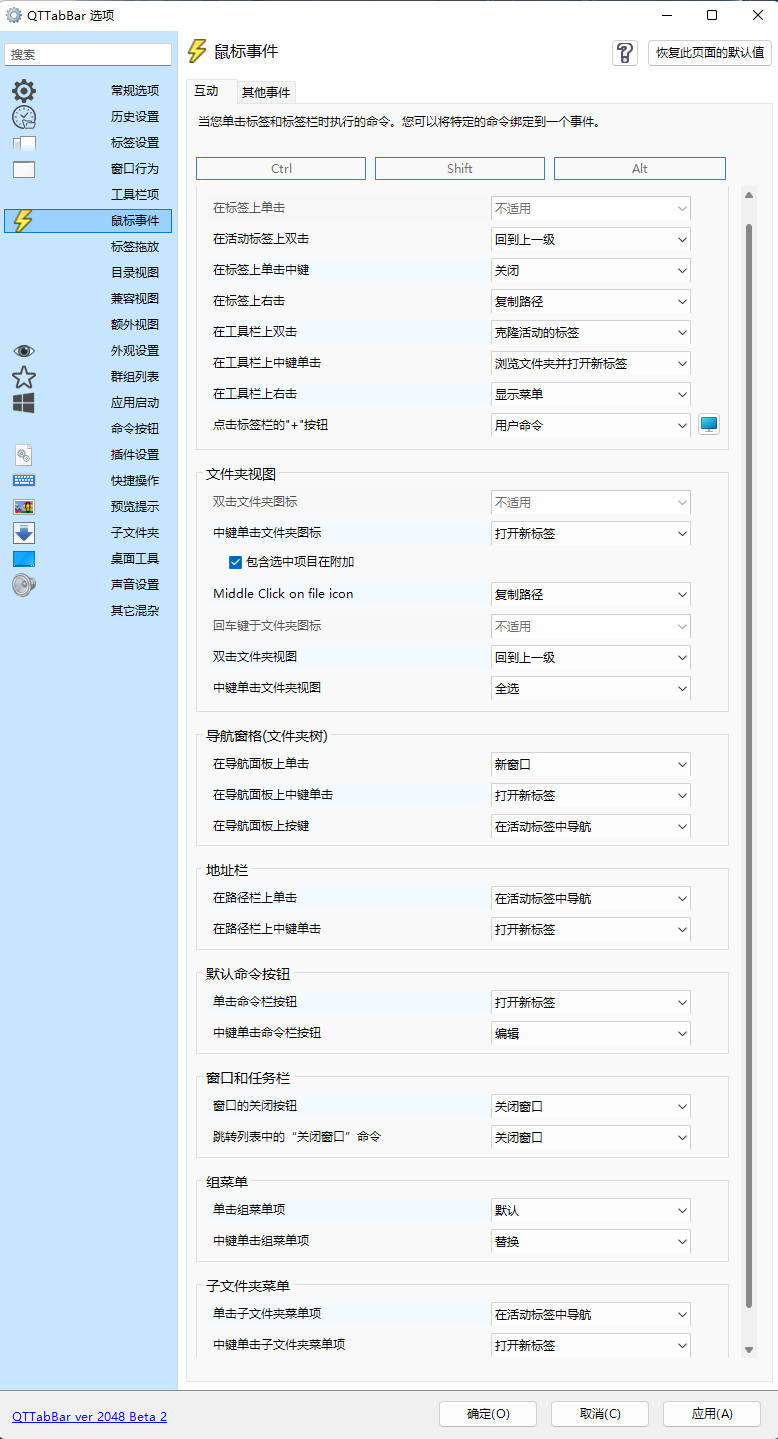 QTTabBar 选项
搜索
常规选项
历史设置
标签设置
窗口行为
工具栏项
鼠标事件
标签拖放
目录视图
兼容视图
额外视图
外观设置
群组列表
应用启动
命令按钮
插件设置
快捷操作
预览提示
子文件夹
桌面工具
声音设置
其它混杂
鼠标事件
恢复此页面的默认值
互动 其他事件
当您单击标签和标签栏时执行的命令。您可以将特定的命令绑定到一个事件。
Ctrl Shift Alt
在标签上单击 不适用
在活动标签上双击 回到上一级
在标签上单击中键 关闭
在标签上右击 复制路径
在工具栏上双击 克隆活动的标签
在工具栏上中键单击 浏览文件夹并打开新标签
在工具栏上右击 显示菜单
点击标签栏的"+"按钮 用户命令
文件夹视图
双击文件夹图标 不适用
中键单击文件夹图标 打开新标签
包含选中项目在附加
Middle Click on file icon 复制路径
回车键于文件夹图标 不适用
双击文件夹视图 回到上一级
中键单击文件夹视图 全选
导航窗格(文件夹树)
在导航面板上单击 新窗口
在导航面板上中键单击 打开新标签
在导航面板上按键 在活动标签中导航
地址栏
在路径栏上单击 在活动标签中导航
在路径栏上中键单击 打开新标签
默认命令按钮
单击命令栏按钮 打开新标签
中键单击命令栏按钮 编辑
窗口和任务栏
窗口的关闭按钮 关闭窗口
跳转列表中的“关闭窗口”命令 关闭窗口
组菜单
单击组菜单项 默认
中键单击组菜单项 替换
子文件夹菜单
单击子文件夹菜单项 在活动标签中导航
中键单击子文件夹菜单项 打开新标签
QTTabBar ver 2048 Beta 2
确定(O) 取消(C) 应用(A)